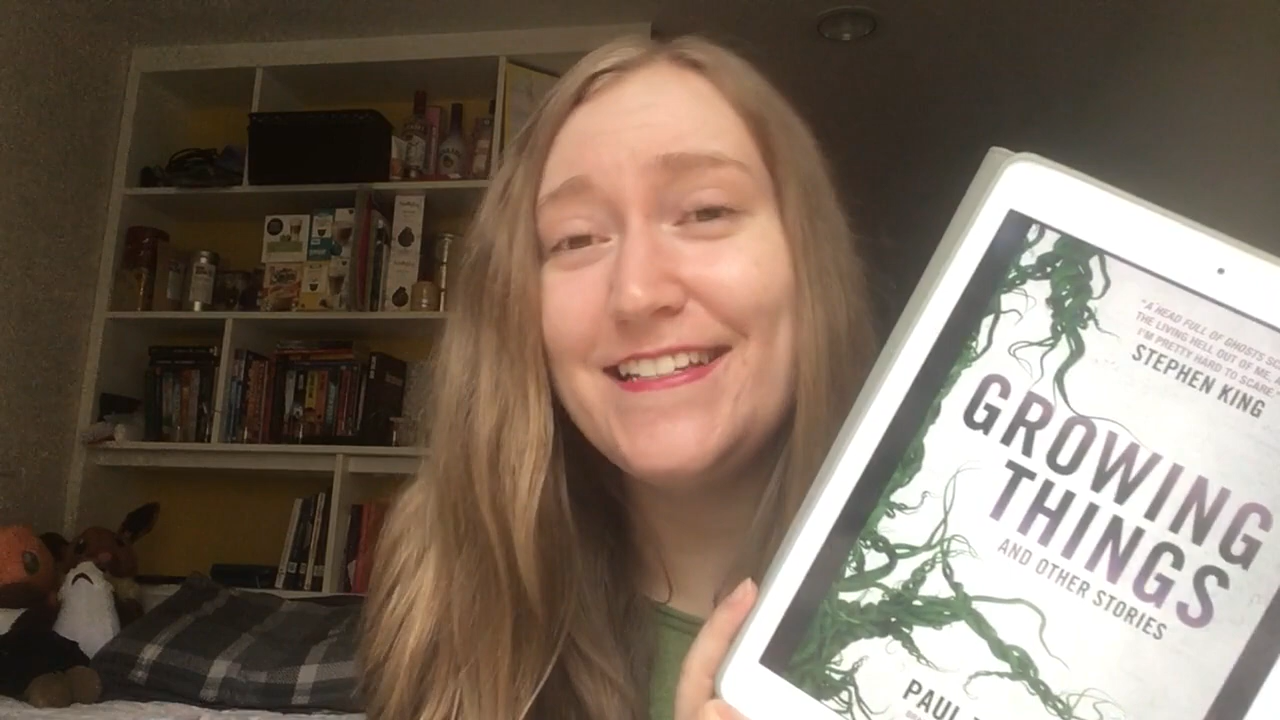 "A HEAD FULL OF GHOSTS
THE LIVING HELL OUT OF ME,
I'M PRETTY HARD TO SCARE"
STEPHEN KING
GROWING
THINGS
AND OTHER STORIES
PAUL